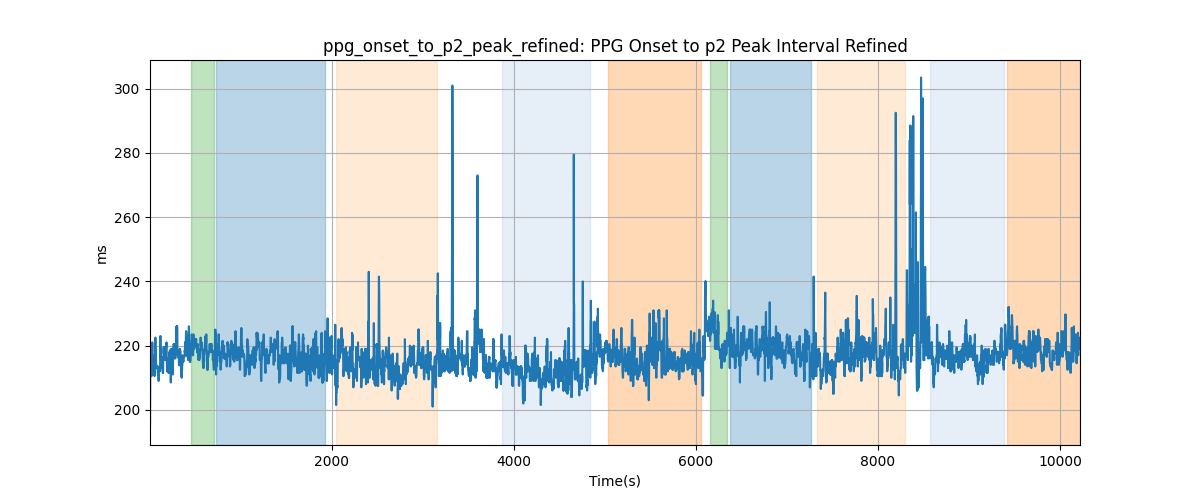 ppg_onset_to_p2_peak_refined: PPG Onset to p2 Peak Interval Refined
300
280
260
240
220
200
ms
2000 4000 6000 8000 10000
Time(s)